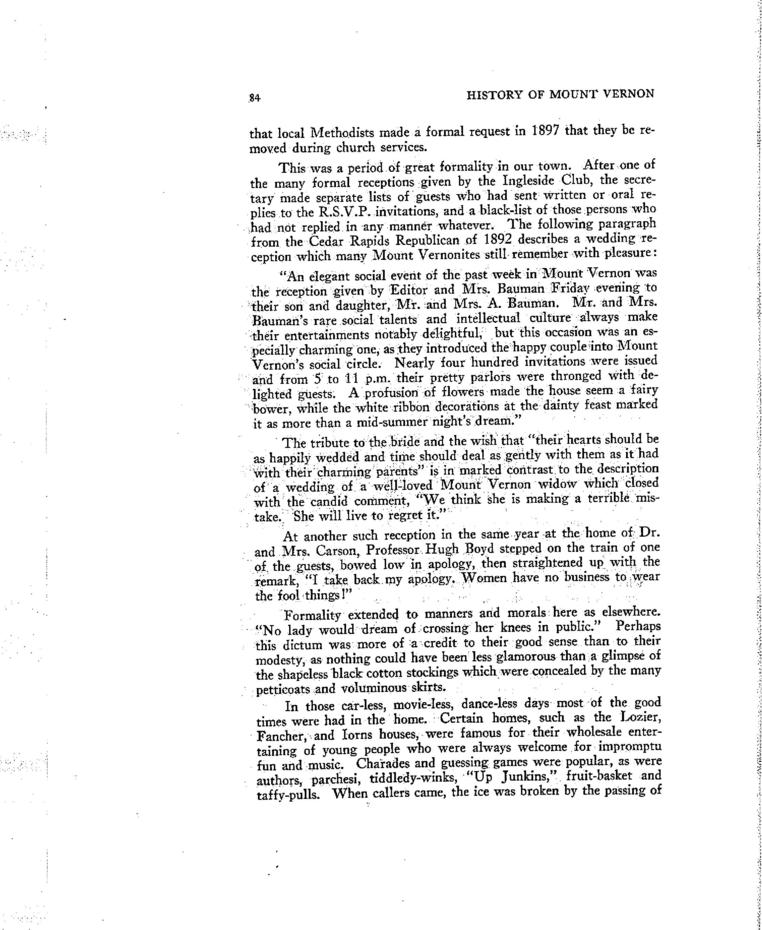 84 HISTORY OF MOUNT VERNON
that local Methodists made a formal request in 1897 that they be re-
moved during church services.
This was a period of great formality in our town. After one of
the many formal receptions given by the Ingleside Club, the secre-
tary made separate lists of guests who had sent written or oral re-
plies to the R.S.V.P. invitations, and a black-list of those persons who
had not replied in any manner whatever. The following paragraph
from the Cedar Rapids Republican of 1892 describes a wedding re-
ception which many Mount Vernonites still remember with pleasure:
"An elegant social event of the past week in Mount Vernon was
the reception given by Editor and Mrs. Bauman Friday evening to
their son and daughter, Mr. and Mrs. A. Bauman. Mr. and Mrs.
Bauman's rare social talents and intellectual culture always make
their entertainments notably delightful, but this occasion was an es-
pecially charming one, as they introduced the happy couple into Mount
Vernon's social circle. Nearly four hundred invitations were issued
and from 5 to 11 p.m. their pretty parlors were thronged with de-
lighted guests. A profusion of flowers made the house seem a fairy
bower, while the white ribbon decorations at the dainty feast marked
it as more than a mid-summer night's dream."
The tribute to the bride and the wish that "their hearts should be
as happily wedded and time should deal as gently with them as it had
with their charming parents" is in marked contrast to the description
of a wedding of a well-loved Mount Vernon widow which closed
with the candid comment, "We think she is making a terrible mis-
take. She will live to regret it."
At another such reception in the same year at the home of Dr.
and Mrs. Carson, Professor Hugh Boyd stepped on the train of one
of the guests, bowed low in apology, then straightened up with the
remark, "I take back my apology. Women have no business to wear
the fool things!"
Formality extended to manners and morals here as elsewhere.
"No lady would dream of crossing her knees in public." Perhaps
this dictum was more of a credit to their good sense than to their
modesty, as nothing could have been less glamorous than a glimpse of
the shapeless black cotton stockings which were concealed by the many
petticoats and voluminous skirts.
In those car-less, movie-less, dance-less days most of the good
times were had in the home. Certain homes, such as the Lozier,
Fancher, and Iorns houses, were famous for their wholesale enter-
taining of young people who were always welcome for impromptu
fun and music. Charades and guessing games were popular, as were
authors, parchesi, tiddledy-winks, "Up Junkins," fruit-basket and
taffy-pulls. When callers came, the ice was broken by the passing of